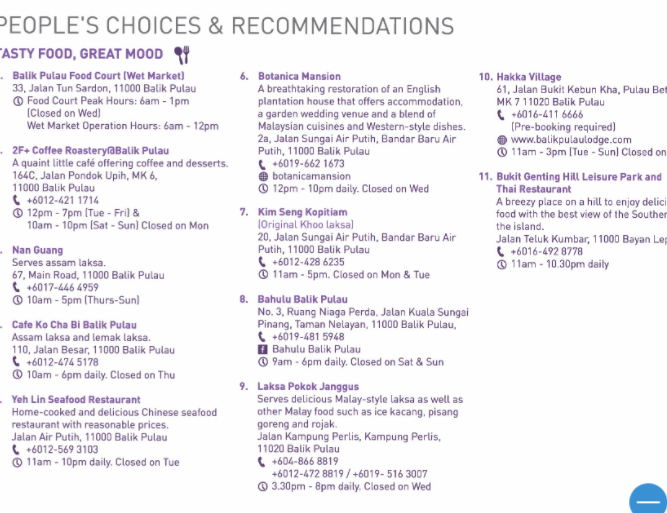 PEOPLE'S CHOICES & RECOMMENDATIONS
TASTY FOOD, GREAT MOOD
Balik Pulau Food Court (Wet Market)
33, Jalan Tun Sardon, 11000 Balik Pulau
Food Court Peak Hours: 6am - 1pm
(Closed on Wed)
Wet Market Operation Hours: 6am - 12pm
2F+ Coffee Roastery@Balik Pulau
A quaint little café offering coffee and desserts.
164C, Jalan Pondok Upih, MK 6,
11000 Balik Pulau
+6012-421 1714
12pm - 7pm (Tue - Fri) &
10am - 10pm (Sat - Sun) Closed on Mon
Nan Guang
Serves assam laksa.
67, Main Road, 11000 Balik Pulau
+6017-446 4959
10am - 5pm (Thurs-Sun)
Cafe Ko Cha Bi Balik Pulau
Assam laksa and lemak laksa.
110, Jalan Besar, 11000 Balik Pulau
+6012-474 5178
10am - 6pm daily. Closed on Thu
Yeh Lin Seafood Restaurant
Home-cooked and delicious Chinese seafood
restaurant with reasonable prices.
Jalan Air Putih, 11000 Balik Pulau
+6012-569 3103
11am - 10pm daily. Closed on Tue
6. Botanica Mansion
A breathtaking restoration of an English
plantation house that offers accommodation,
a garden wedding venue and a blend of
Malaysian cuisines and Western-style dishes.
2a, Jalan Sungai Air Putih, Bandar Baru Air
Putih, 11000 Balik Pulau
+6019-662 1673
botanicamansion
12pm - 10pm daily. Closed on Wed
7. Kim Seng Kopitiam
(Original Khoo laksa)
20, Jalan Sungai Air Putih, Bandar Baru Air
Putih, 11000 Balik Pulau
+6012-428 6235
11am - 5pm. Closed on Mon & Tue
8. Bahulu Balik Pulau
No. 3, Ruang Niaga Perda, Jalan Kuala Sungai
Pinang, Taman Nelayan, 11000 Balik Pulau,
+6019-481 5948
Bahulu Balik Pulau
9am - 6pm daily. Closed on Sat & Sun
9. Laksa Pokok Janggus
Serves delicious Malay-style laksa as well as
other Malay food such as ice kacang, pisang
goreng and rojak.
Jalan Kampung Perlis, Kampung Perlis,
11020 Balik Pulau
+604-866 8819
+6012-472 8819 / +6019- 516 3007
3.30pm - 8pm daily. Closed on Wed
10. Hakka Village
61, Jalan Bukit Kebun Kha, Pulau Bet
MK 7 11020 Balik Pulau
+6016-411 6666
(Pre-booking required)
www.balikpulaulodge.com
11am - 3pm (Tue - Sun) Closed on
11. Bukit Genting Hill Leisure Park and
Thai Restaurant
A breezy place on a hill to enjoy delici
food with the best view of the Souther
the island.
Jalan Teluk Kumbar, 11000 Bayan Lep
+6016-492 8778
11am - 10.30pm daily